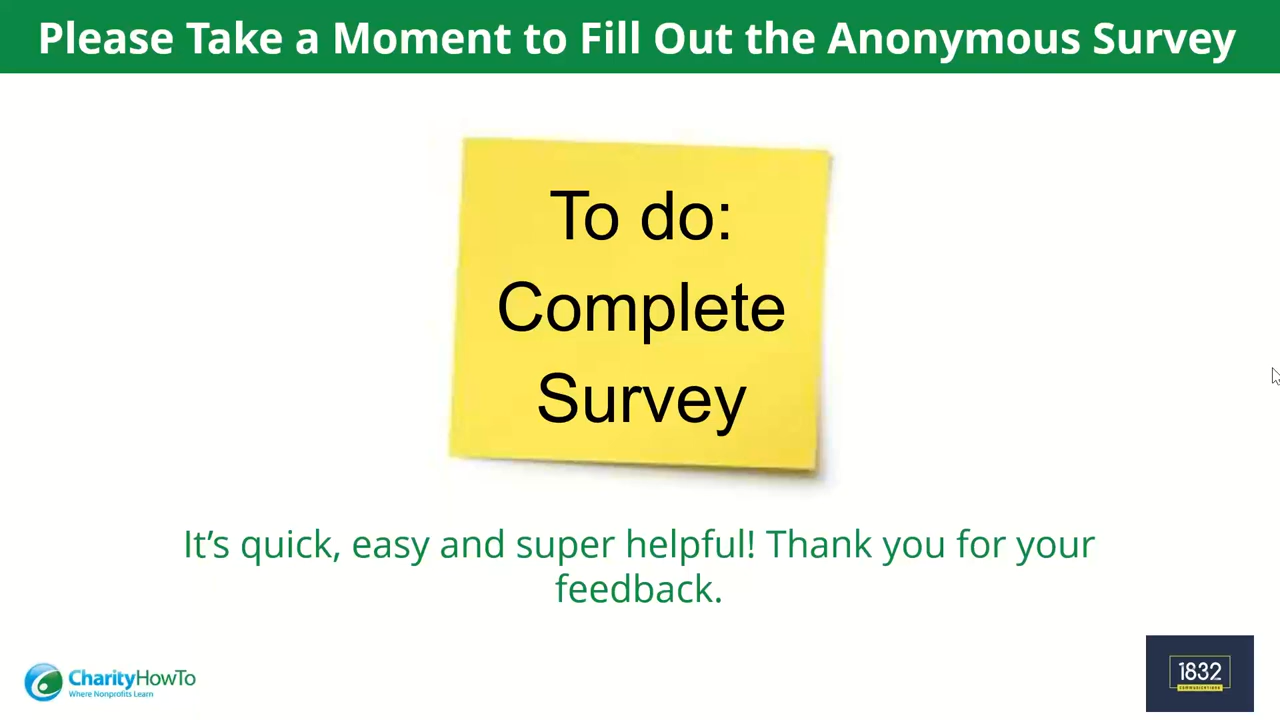 Please Take a Moment to Fill Out the Anonymous Survey
To do:
Complete
Survey
It’s quick, easy and super helpful! Thank you for your
feedback.
CharityHowTo
Where Nonprofits Learn
1832
COMMUNICATIONS